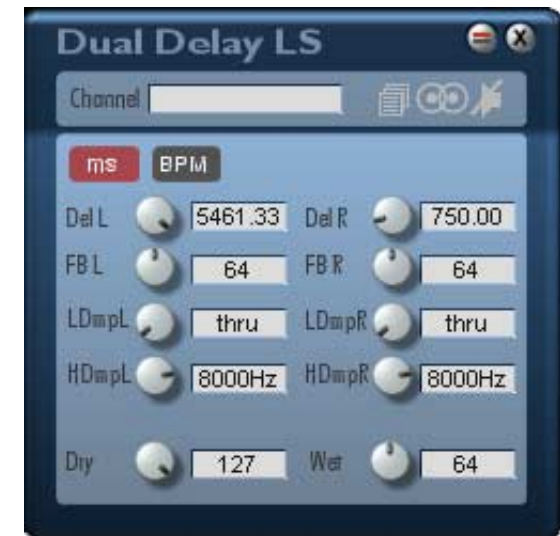 Dual Delay LS
Channel
ms BPM
Del L 5461.33 Del R 750.00
FB L 64 FB R 64
LDmpL thru LDmpR thru
HDmpL 8000Hz HDmpR 8000Hz
Dry 127 Wet 64